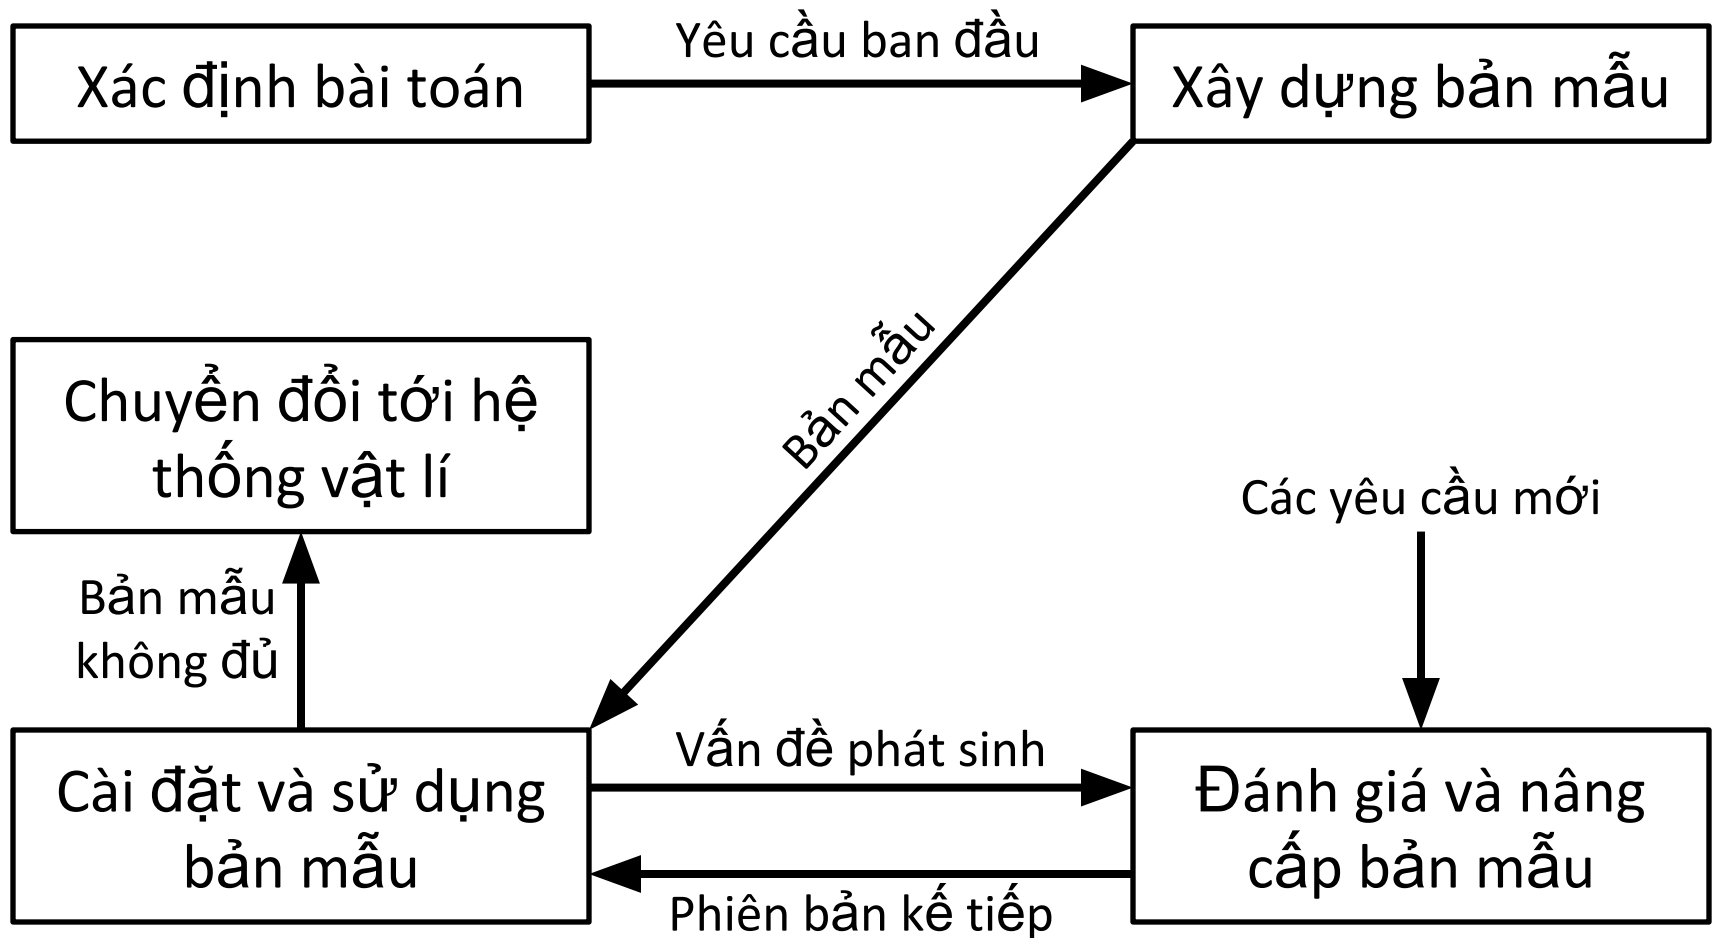 Yêu cầu ban đầu
Xác định bài toán
Xây dựng bản mẫu
Bản mẫu
Chuyển đổi tới hệ
thống vật lí
Các yêu cầu mới
Bản mẫu
không đủ
Vấn đề phát sinh
Cài đặt và sử dụng
bản mẫu
Đánh giá và nâng
cấp bản mẫu
Phiên bản kế tiếp